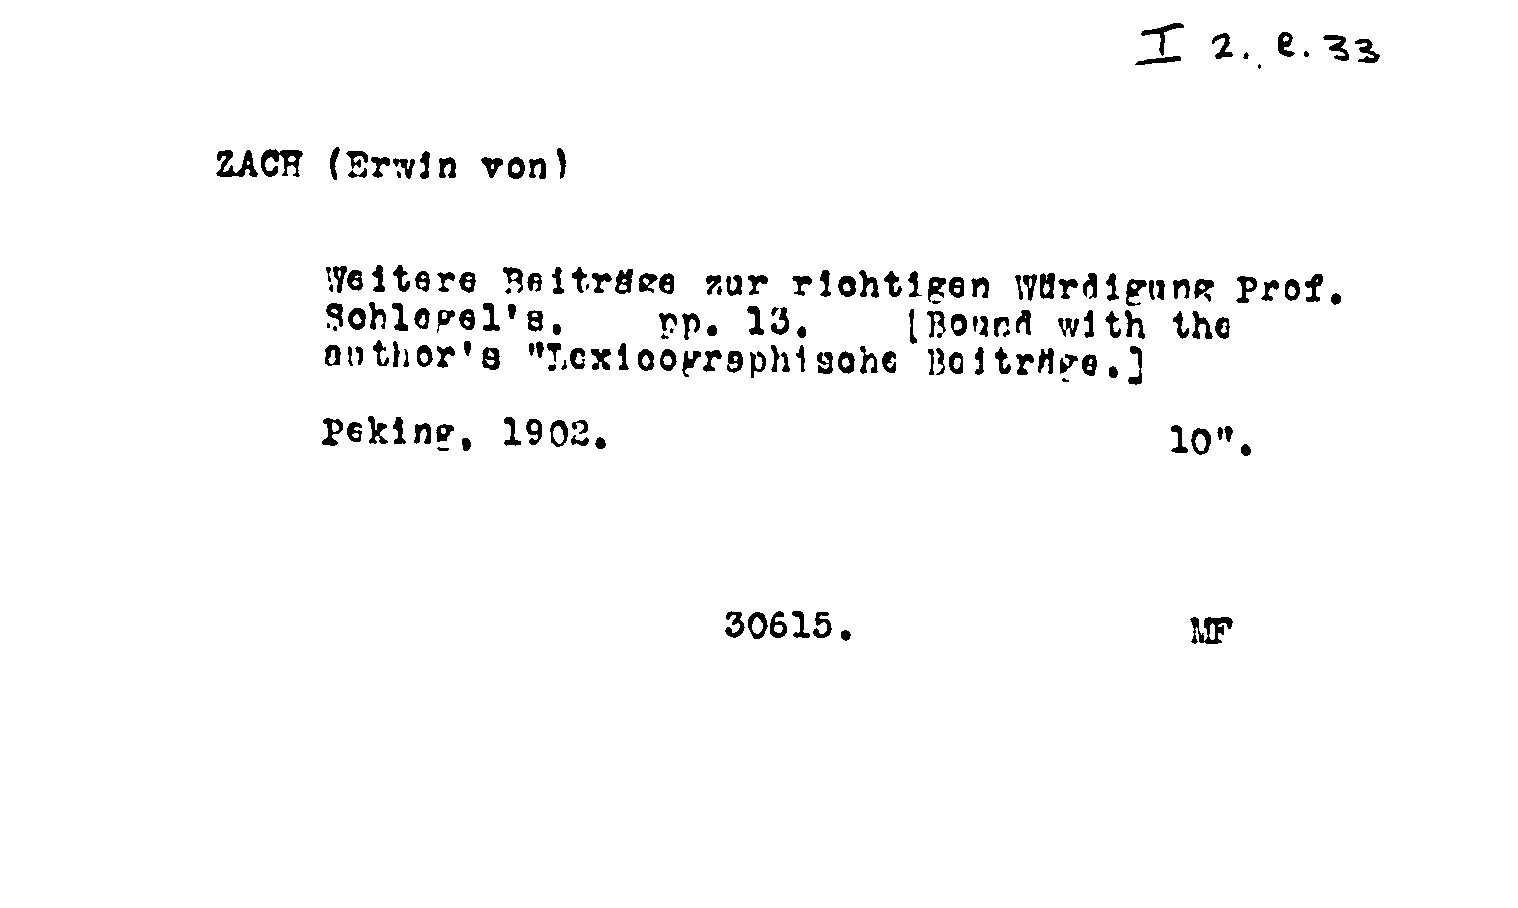 I 2. e. 33
ZACH (Erwin von)
Weitere Beiträge zur richtigen Würdigung Prof.
Schlegel's. pp. 13. [Bound with the
author's "Lexicographische Beiträge.]
Peking, 1902. 10".
30615. MF